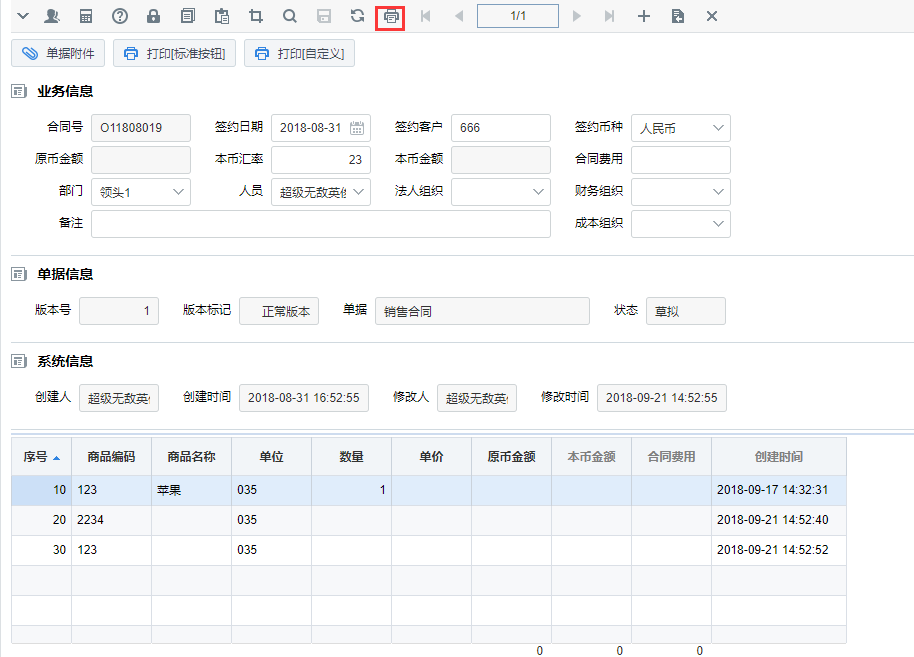 1/1
单据附件 打印[标准按钮] 打印[自定义]
业务信息
合同号 O11808019 签约日期 2018-08-31 签约客户 666 签约币种 人民币
原币金额 本币汇率 23 本币金额 合同费用
部门 领头1 人员 超级无敌英 法人组织 财务组织
备注 成本组织
单据信息
版本号 1 版本标记 正常版本 单据 销售合同 状态 草拟
系统信息
创建人 超级无敌英 创建时间 2018-08-31 16:52:55 修改人 超级无敌英 修改时间 2018-09-21 14:52:55
序号 商品编码 商品名称 单位 数量 单价 原币金额 本币金额 合同费用 创建时间
10 123 苹果 035 1 2018-09-17 14:32:31
20 2234 035 2018-09-21 14:52:40
30 123 035 2018-09-21 14:52:52
0 0 0